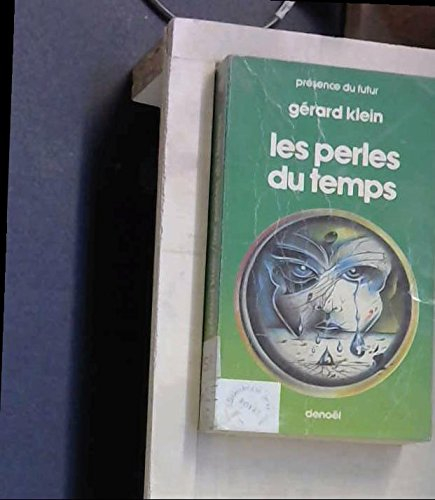 présence du futur
gérard klein
les perles
du temps
denoël